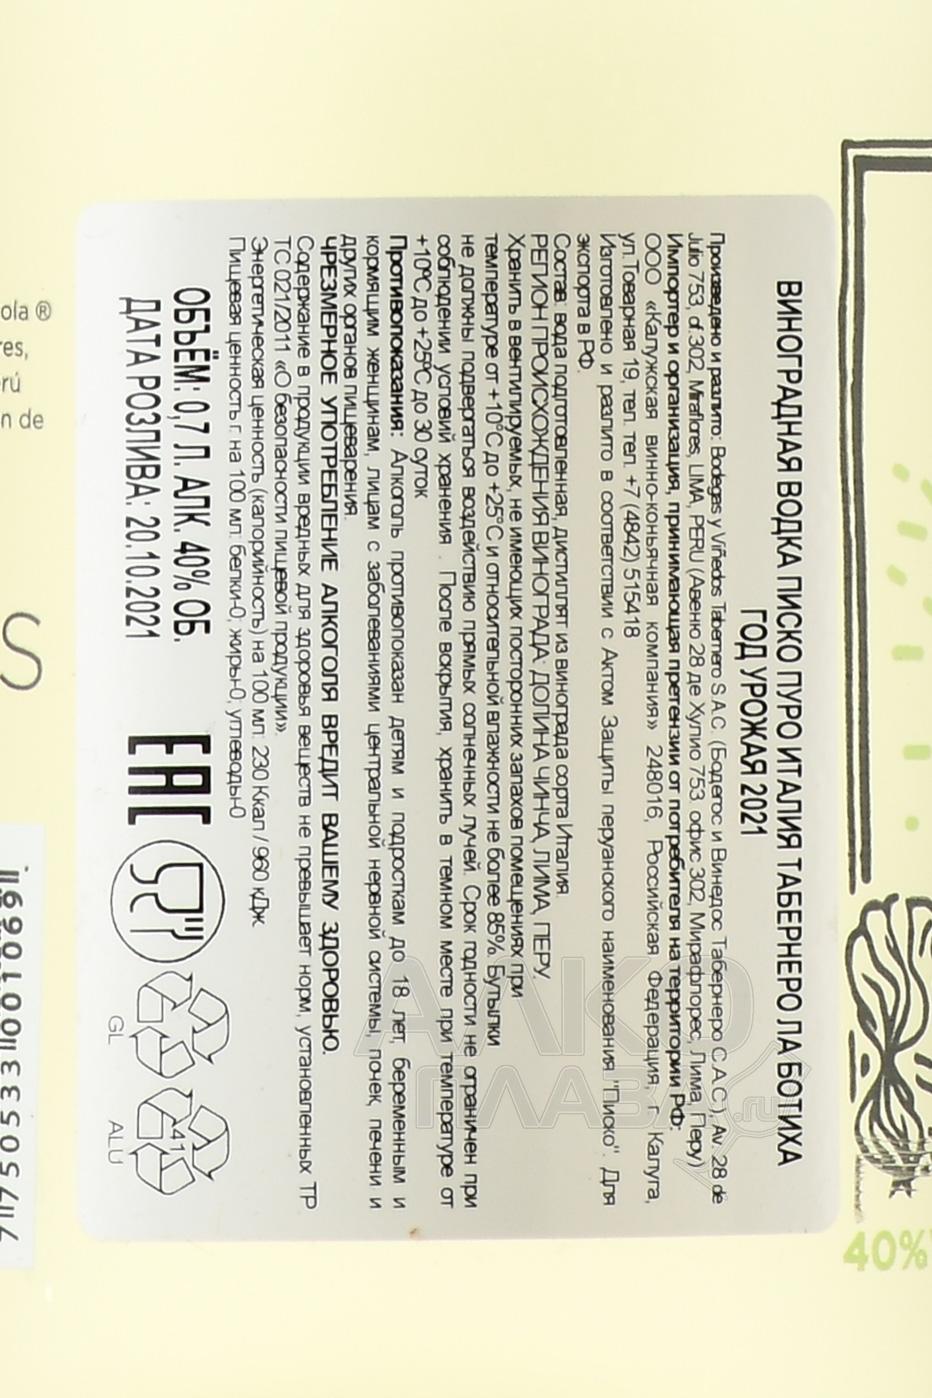 ВИНОГРАДНАЯ ВОДКА ПИСКО ПУРО ИТАЛИЯ ТАБЕРНЕРО ЛА БОТИХА
ГОД УРОЖАЯ 2021
Произведено и разлито: Bodegas y Viñedos Tabernero S.A.C. (Бодегос и Винедос Табернеро С.А.С.), Av. 28 de
Julio 753, of.302, Miraflores, LIMA, PERU (Авеню 28 де Хулио 753, офис 302, Мирафлорес, Лима, Перу)
Импортер и организация, принимающая претензии от потребителя на территории РФ:
ООО «Калужская винно-коньячная компания» 248016, Российская Федерация, г. Калуга,
ул.Товарная 19, тел. тел. +7 (4842) 515418
Изготовлено и разлито в соответствии с Актом Защиты перуанского наименования "Писко". Для
экспорта в РФ.
Состав: вода подготовленная, дистиллят из винограда сорта Италия.
РЕГИОН ПРОИСХОЖДЕНИЯ ВИНОГРАДА: ДОЛИНА ЧИНЧА, ЛИМА, ПЕРУ.
Хранить в вентилируемых, не имеющих посторонних запахов помещениях при
температуре от +10°C до +25°C и относительной влажности не более 85%. Бутылки
не должны подвергаться воздействию прямых солнечных лучей. Срок годности не ограничен при
соблюдении условий хранения . После вскрытия, хранить в темном месте при температуре от
+10°C до +25°C до 30 суток
Противопоказания: Алкоголь противопоказан детям и подросткам до 18 лет, беременным и
кормящим женщинам, лицам с заболеваниями центральной нервной системы, почек, печени и
других органов пищеварения.
ЧРЕЗМЕРНОЕ УПОТРЕБЛЕНИЕ АЛКОГОЛЯ ВРЕДИТ ВАШЕМУ ЗДОРОВЬЮ.
Содержание в продукции вредных для здоровья веществ не превышает норм, установленных ТР
ТС 021/2011 «О безопасности пищевой продукции».
Энергетическая ценность (калорийность) на 100 мл: 230 Ккал / 960 кДж.
Пищевая ценность г. на 100 мл: белки-0; жиры-0; углеводы-0
ОБЪЁМ: 0,7 Л. АЛК. 40% ОБ.
ДАТА РОЗЛИВА: 20.10.2021
EAC
GL
41
ALU
40%
ola ®
res,
rú
n de
S
АЛКО
ГЛАВ.ru